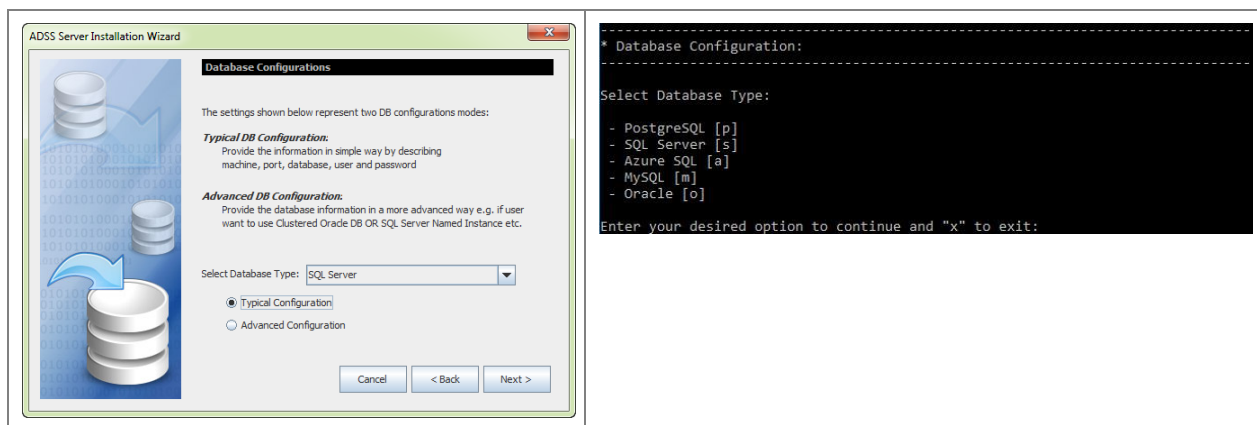 ADSS Server Installation Wizard
Database Configurations
The settings shown below represent two DB configurations modes:
Typical DB Configuration:
Provide the information in simple way by describing
machine, port, database, user and password
Advanced DB Configuration:
Provide the database information in a more advanced way e.g. if user
want to use Clustered Oracle DB OR SQL Server Named Instance etc.
Select Database Type: SQL Server
Typical Configuration
Advanced Configuration
Cancel < Back Next >
* Database Configuration:
Select Database Type:
- PostgreSQL [p]
- SQL Server [s]
- Azure SQL [a]
- MySQL [m]
- Oracle [o]
Enter your desired option to continue and "x" to exit: